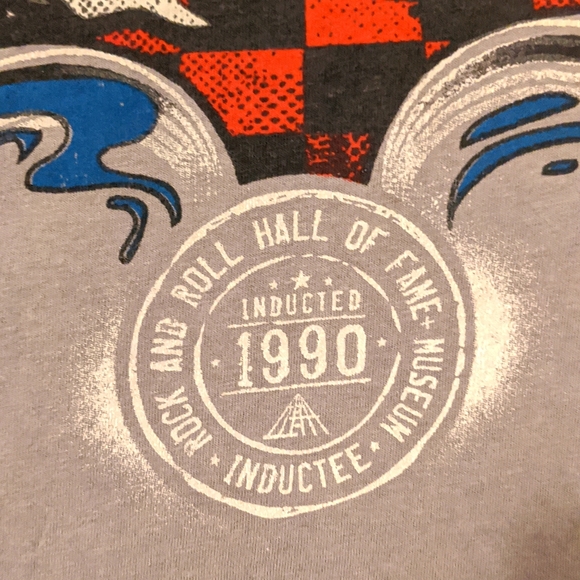 ROCK AND ROLL HALL OF FAME + MUSEUM
INDUCTED
1990
INDUCTEE